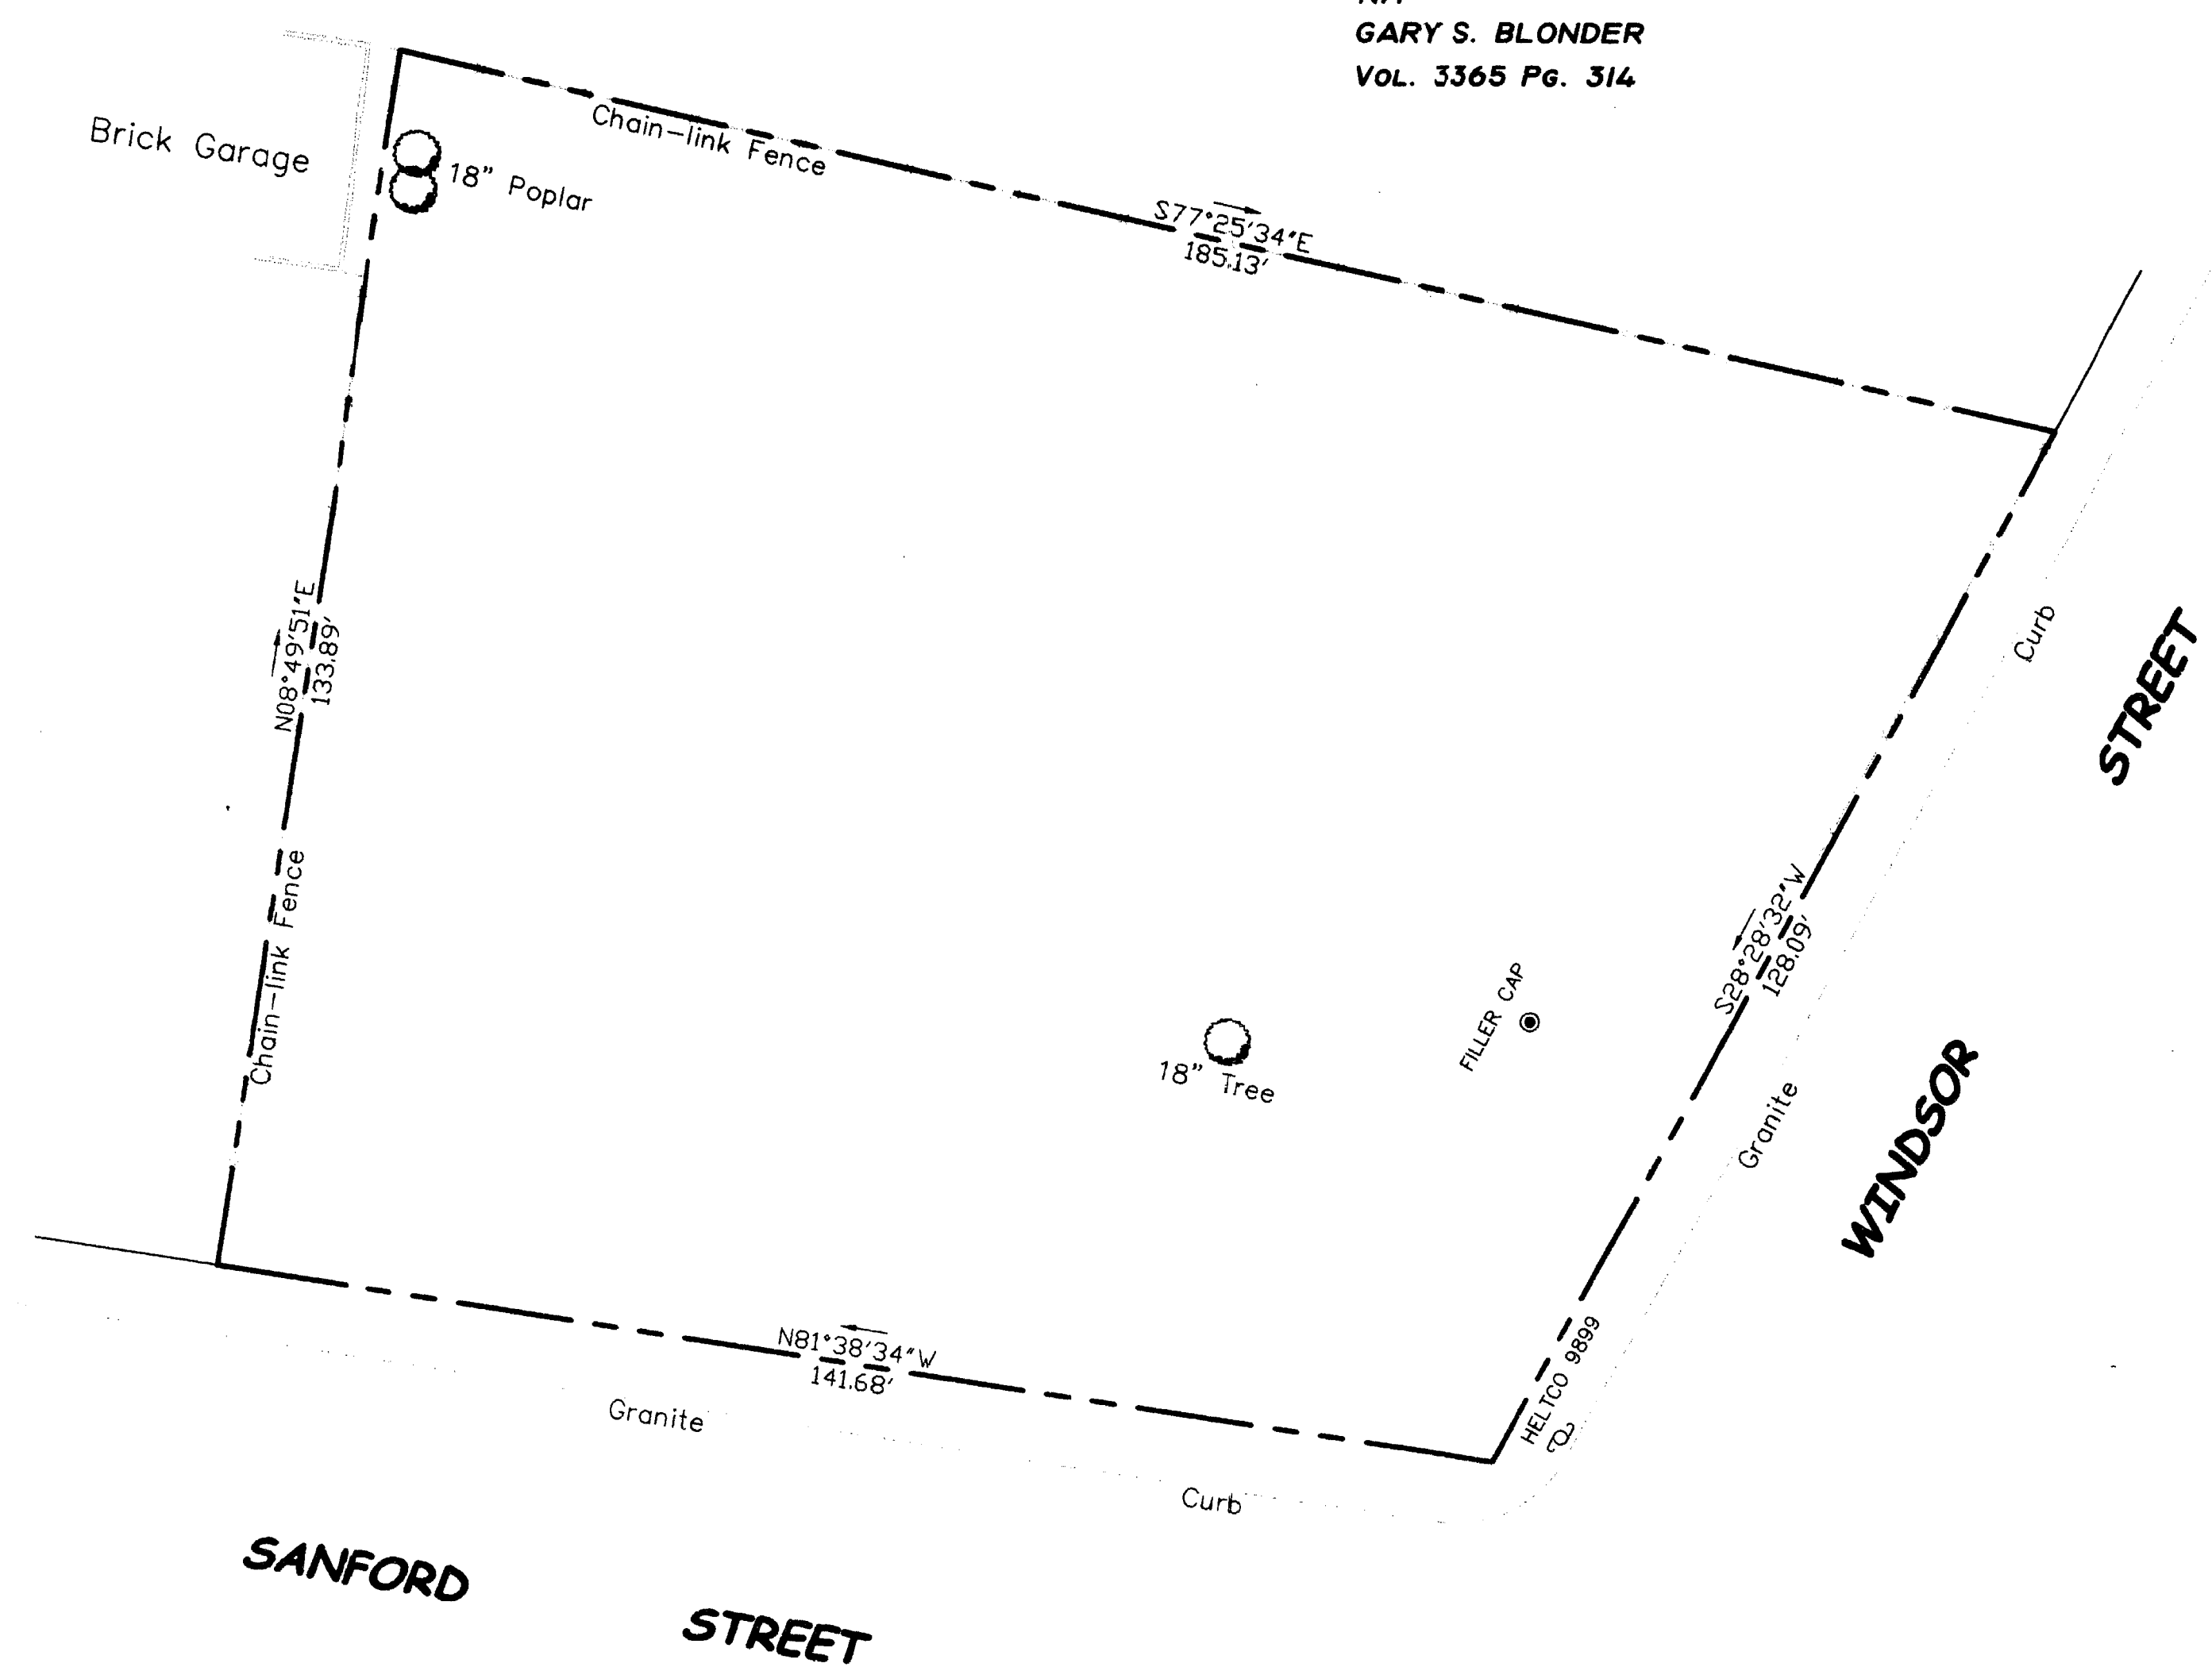 GARY S. BLONDER
VOL. 3365 PG. 314
Brick Garage
18" Poplar
Chain-link Fence
S77°25'34"E
185.13'
N08°49'51"E
133.89'
Chain-link Fence
Curb
STREET
S28°28'32"W
128.09'
FILLER CAP
18" Tree
Granite
WINDSOR
HELTCO 9899
N81°38'34"W
141.68'
Granite
Curb
SANFORD
STREET